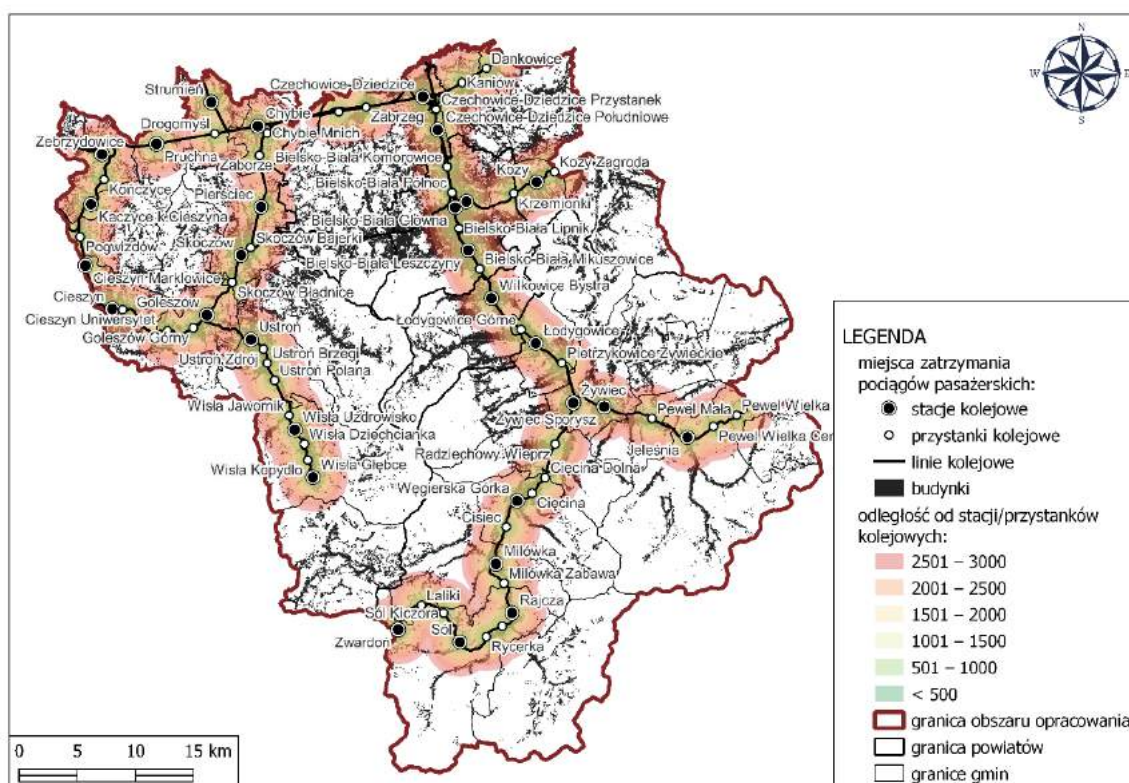 N
W
E
S
Dankowice
Kaniów
Czechowice-Dziedzice
Strumień
Czechowice-Dziedzice Przystanek
Zabrzeg
Czechowice-Dziedzice Południowe
Chybie
Drogomyśl
Chybie Mnich
Zebrzydowice
Pruchna
Zaborze
Bielsko-Biała Komorowice
Kozy Zagroda
Kozy
Kończyce
Bielsko-Biała Północ
Pierściec
Krzemionki
Kaczyce k Cieszyna
Bielsko-Biała Główna
Bielsko-Biała Lipnik
Pogwizdów
Skoczów
Skoczów Bajerki
Bielsko-Biała Leszczyny
Bielsko-Biała Mikuszowice
Cieszyn Marklowice
Wilkowice Bystra
Skoczów Bładnice
Cieszyn
Goleszów
Cieszyn Uniwersytet
Łodygowice Górne
Łodygowice
Goleszów Górny
Ustroń
Ustroń Brzegi
Pietrzykowice Żywieckie
Ustroń Zdrój
Ustroń Polana
Żywiec
Wisła Jawornik
Wisła Uzdrowisko
Pewel Mała
Pewel Wielka
Żywiec Sporysz
Wisła Dziechcianka
Pewel Wielka Cen
Radziechowy Wieprz
Jeleśnia
Wisła Kopydło
Wisła Głębce
Cięcina Dolna
Węgierska Górka
Cięcina
Cisiec
Milówka
Milówka Zabawa
Laliki
Rajcza
Sól Kiczora
Sól
Zwardoń
Rycerka
LEGENDA
miejsca zatrzymania
pociągów pasażerskich:
stacje kolejowe
przystanki kolejowe
linie kolejowe
budynki
odległość od stacji/przystanków
kolejowych:
2501 – 3000
2001 – 2500
1501 – 2000
1001 – 1500
501 – 1000
< 500
granica obszaru opracowania
granica powiatów
granice gmin
0 5 10 15 km